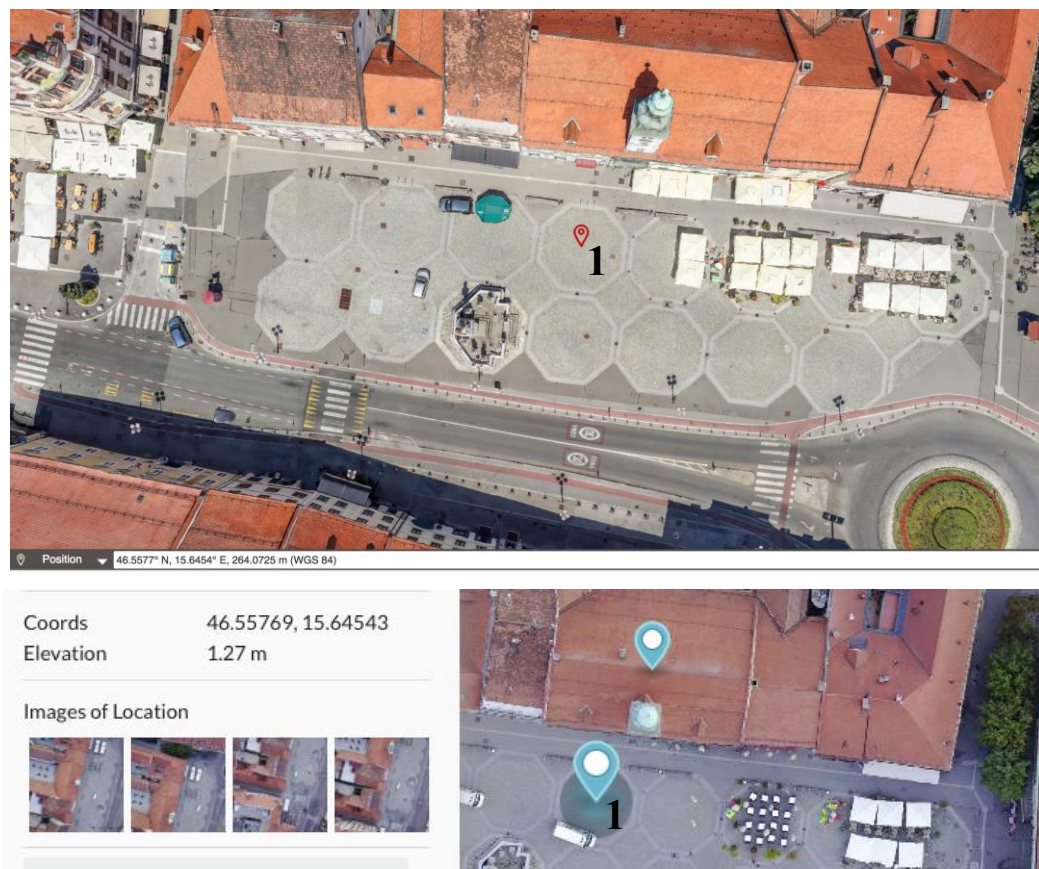 1
Position 46.5577° N, 15.6454° E, 264.0725 m (WGS 84)
Coords 46.55769, 15.64543
Elevation 1.27 m
Images of Location
1